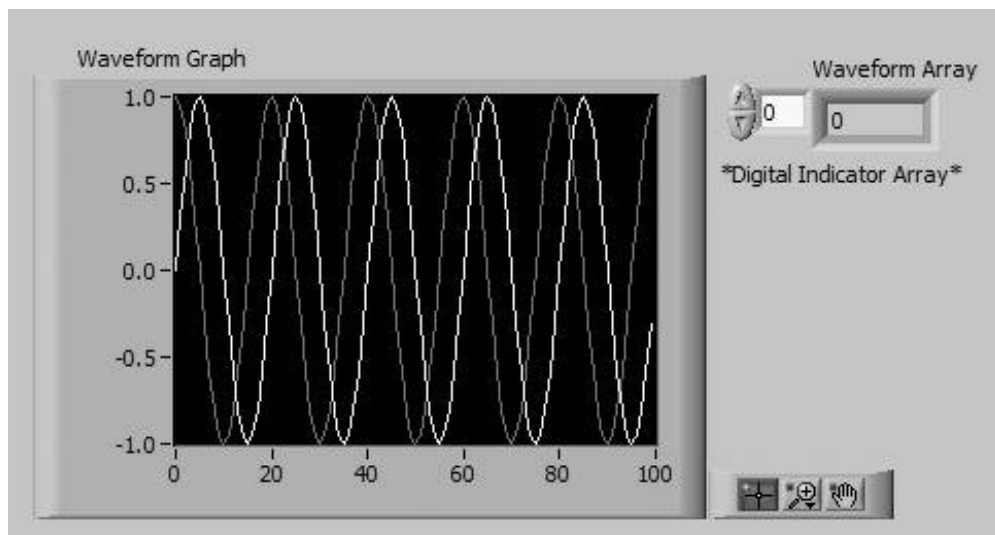 Waveform Graph
1.0
0.5
0.0
-0.5
-1.0
0 20 40 60 80 100
Waveform Array
0 0
*Digital Indicator Array*